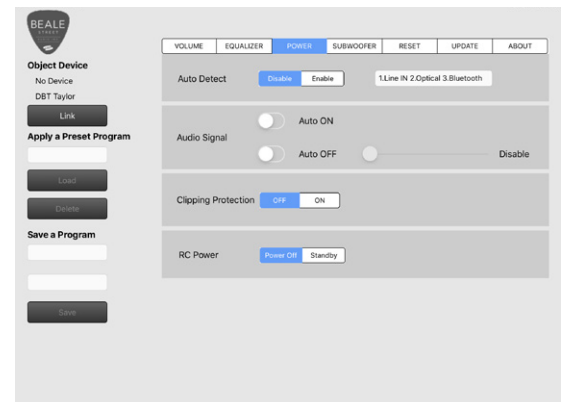 BEALE
STREET
VOLUME EQUALIZER POWER SUBWOOFER RESET UPDATE ABOUT
Object Device
No Device
DBT Taylor
Link
Apply a Preset Program
Load
Delete
Save a Program
Save
Auto Detect Disable Enable 1.Line IN 2.Optical 3.Bluetooth
Audio Signal
Auto ON
Auto OFF Disable
Clipping Protection OFF ON
RC Power Power Off Standby